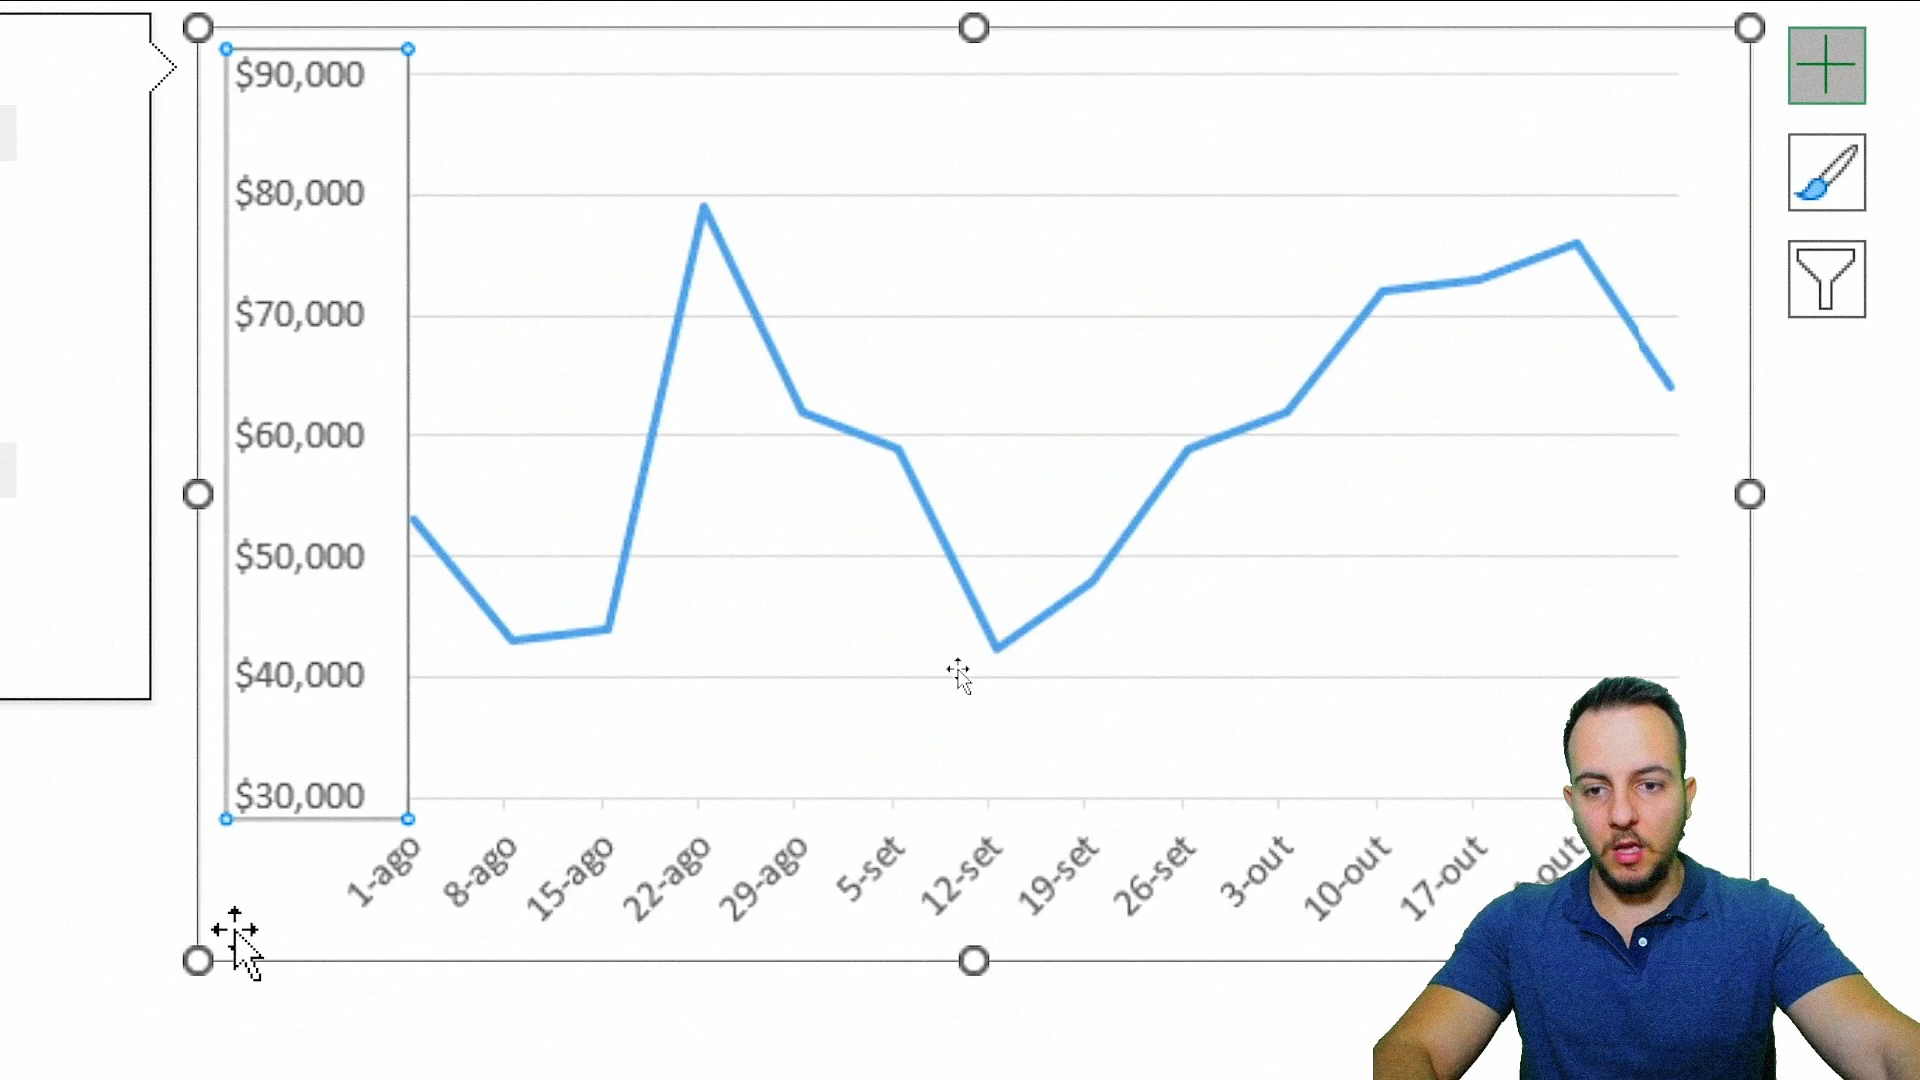 $90,000
$80,000
$70,000
$60,000
$50,000
$40,000
$30,000
1-ago
8-ago
15-ago
22-ago
29-ago
5-set
12-set
19-set
26-set
3-out
10-out
17-out